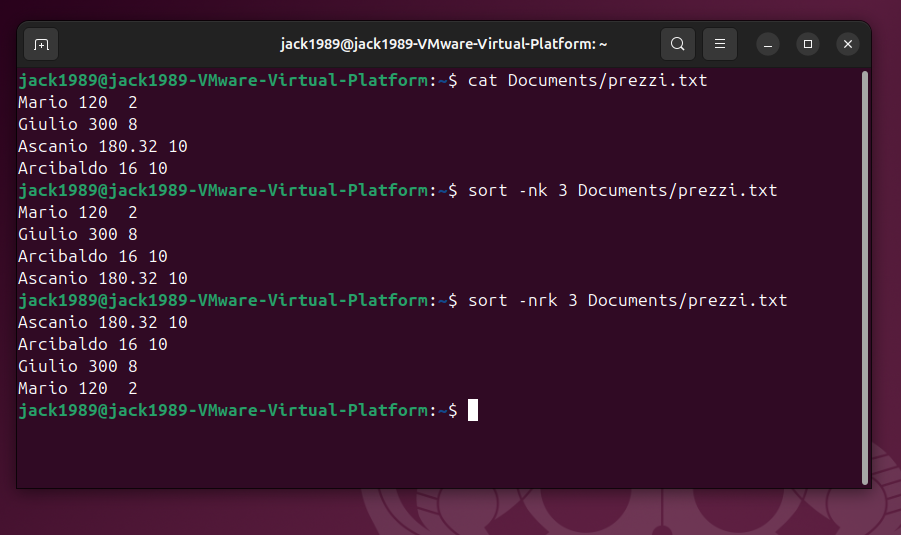 jack1989@jack1989-VMware-Virtual-Platform: ~
jack1989@jack1989-VMware-Virtual-Platform:~$ cat Documents/prezzi.txt
Mario 120  2
Giulio 300 8
Ascanio 180.32 10
Arcibaldo 16 10
jack1989@jack1989-VMware-Virtual-Platform:~$ sort -nk 3 Documents/prezzi.txt
Mario 120  2
Giulio 300 8
Arcibaldo 16 10
Ascanio 180.32 10
jack1989@jack1989-VMware-Virtual-Platform:~$ sort -nrk 3 Documents/prezzi.txt
Ascanio 180.32 10
Arcibaldo 16 10
Giulio 300 8
Mario 120  2
jack1989@jack1989-VMware-Virtual-Platform:~$